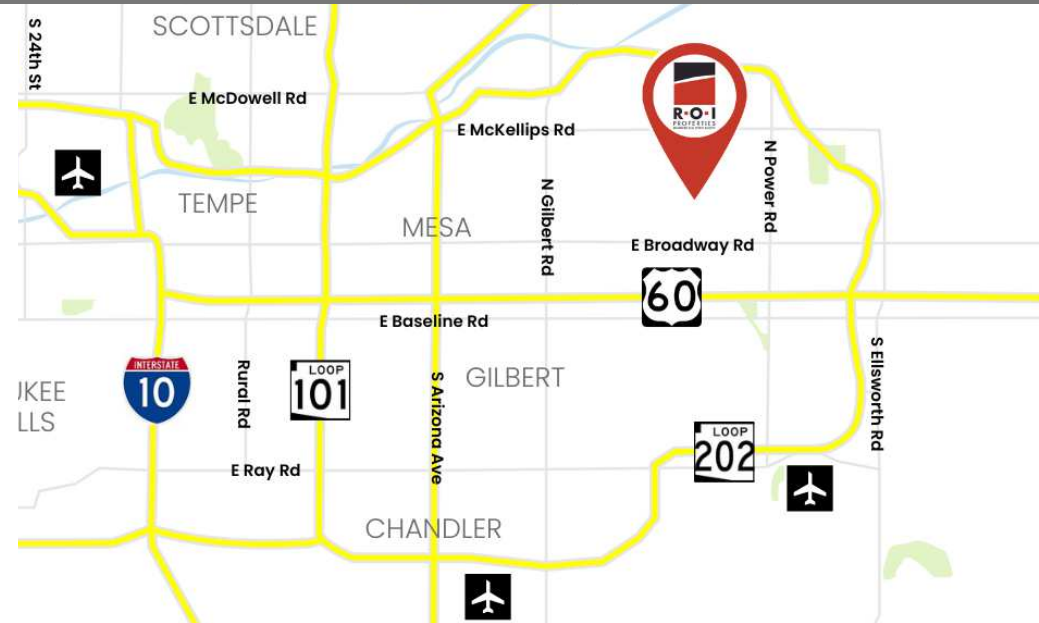 SCOTTSDALE
S 24th St
E McDowell Rd
R·O·I
PROPERTIES
E McKellips Rd
N Power Rd
TEMPE
N Gilbert Rd
MESA
E Broadway Rd
60
E Baseline Rd
INTERSTATE
10
Rural Rd
LOOP
101
S Arizona Ave
GILBERT
S Ellsworth Rd
UKEE
LLS
LOOP
202
E Ray Rd
CHANDLER